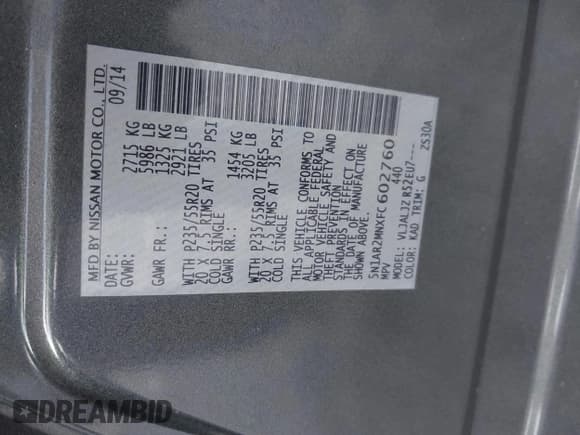 MFD BY NISSAN MOTOR CO., LTD.
DATE: 09/14
GVWR: 2715 KG
5986 LB
GAWR FR.: 1325 KG
2921 LB
WITH P235/55R20 TIRES
20 X 7.5 RIMS AT 35 PSI
COLD SINGLE
GAWR RR.: 1454 KG
3205 LB
WITH P235/55R20 TIRES
20 X 7.5 RIMS AT 35 PSI
COLD SINGLE
THIS VEHICLE CONFORMS TO
ALL APPLICABLE FEDERAL
MOTOR VEHICLE SAFETY AND
THEFT PREVENTION
STANDARDS IN EFFECT ON
THE DATE OF MANUFACTURE
SHOWN ABOVE.
5N1AR2MNXFC602760
MPV 440
MODEL: VLJALJZ R52EU7---
COLOR: KAD TRIM: G 2S30A
DREAMBID